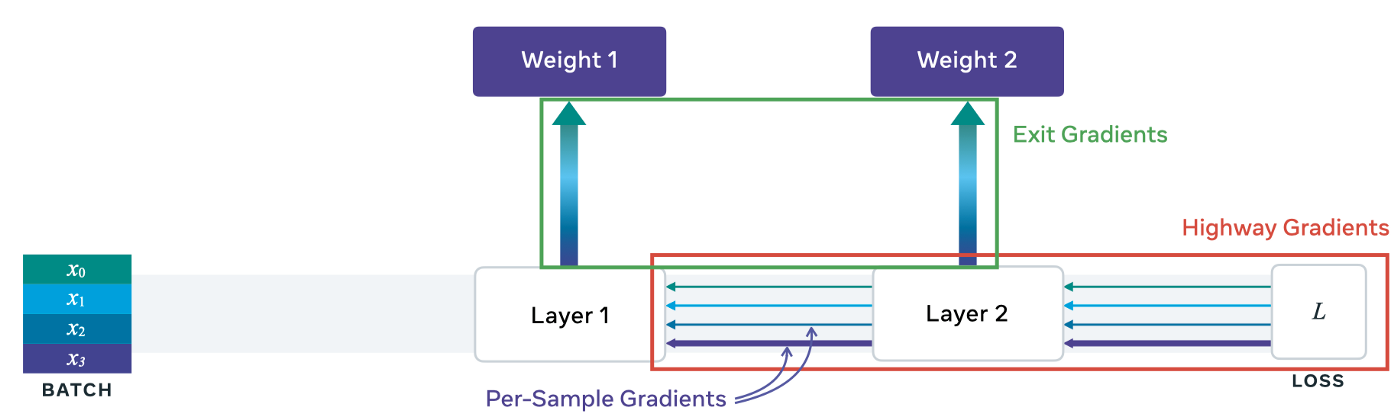 Weight 1
Weight 2
Exit Gradients
Highway Gradients
x₀
x₁
x₂
x₃
BATCH
Layer 1
Layer 2
L
LOSS
Per-Sample Gradients